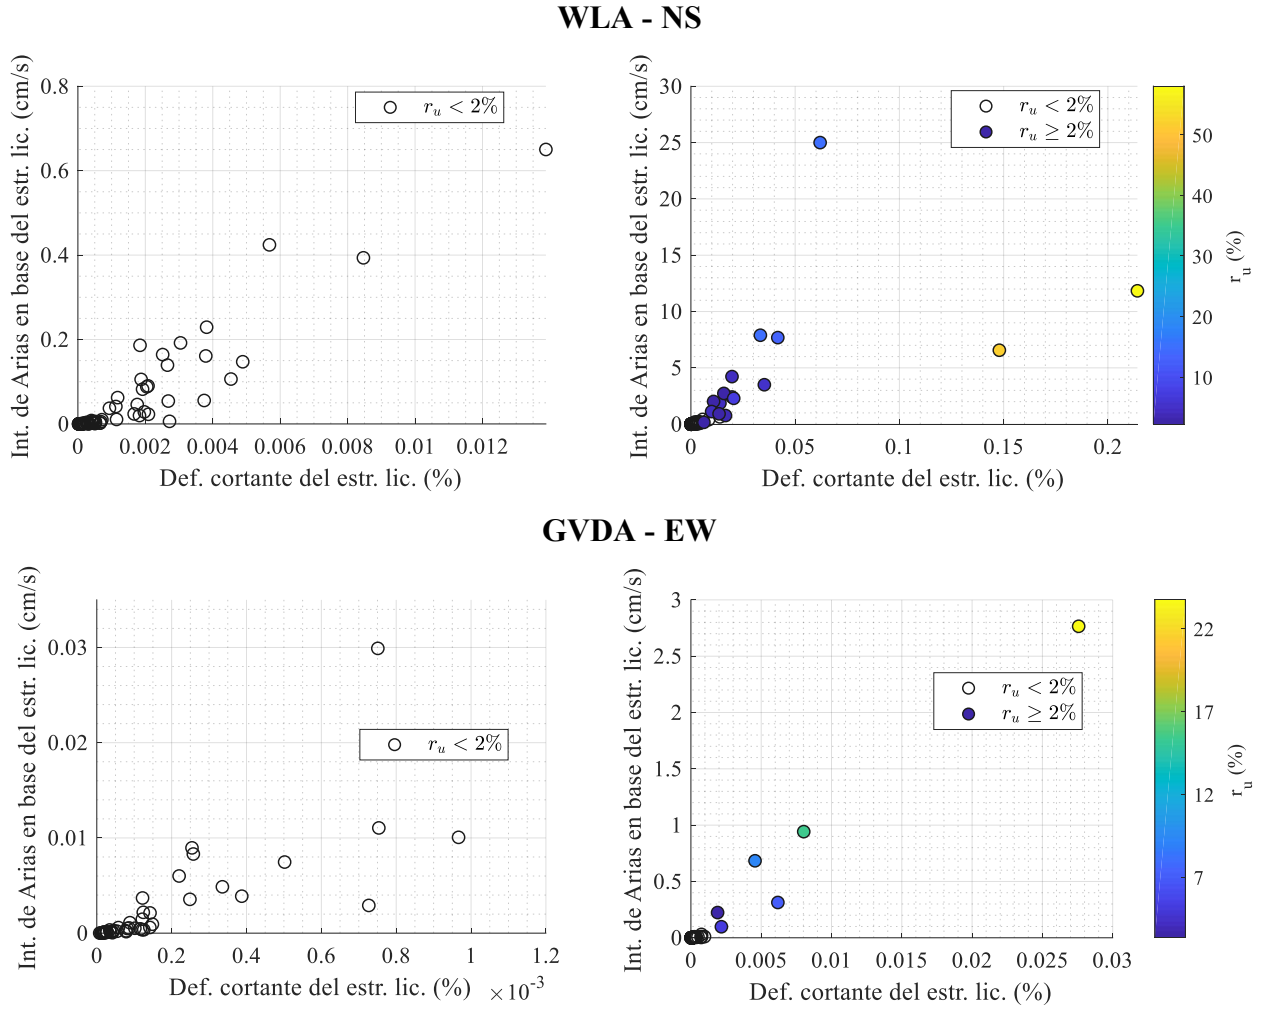 WLA - NS
Int. de Arias en base del estr. lic. (cm/s)
0.8
0.6
0.4
0.2
0
r_u < 2%
0 0.002 0.004 0.006 0.008 0.01 0.012
Def. cortante del estr. lic. (%)
Int. de Arias en base del estr. lic. (cm/s)
30
25
20
15
10
5
0
r_u < 2%
r_u ≥ 2%
0 0.05 0.1 0.15 0.2
Def. cortante del estr. lic. (%)
50
40
30
20
10
r_u (%)
GVDA - EW
Int. de Arias en base del estr. lic. (cm/s)
0.03
0.02
0.01
0
r_u < 2%
0 0.2 0.4 0.6 0.8 1 1.2
Def. cortante del estr. lic. (%) ×10^-3
Int. de Arias en base del estr. lic. (cm/s)
3
2.5
2
1.5
1
0.5
0
r_u < 2%
r_u ≥ 2%
0 0.005 0.01 0.015 0.02 0.025 0.03
Def. cortante del estr. lic. (%)
22
17
12
7
r_u (%)